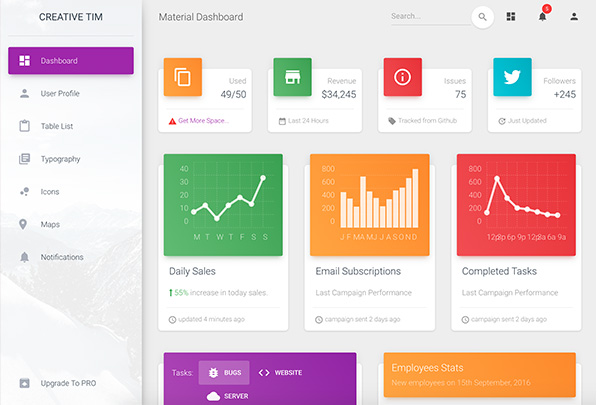 CREATIVE TIM
Material Dashboard
Search...
5
Dashboard
User Profile
Table List
Typography
Icons
Maps
Notifications
Upgrade To PRO
Used
49/50
Get More Space...
Revenue
$34,245
Last 24 Hours
Issues
75
Tracked from Github
Followers
+245
Just Updated
40
30
20
10
0
M T W T F S S
Daily Sales
55% increase in today sales.
updated 4 minutes ago
800
600
400
200
0
J F M A M J J A S O N D
Email Subscriptions
Last Campaign Performance
campaign sent 2 days ago
800
600
400
200
0
12p 3p 6p 9p 12p 3a 6a 9a
Completed Tasks
Last Campaign Performance
campaign sent 2 days ago
Tasks: BUGS WEBSITE
SERVER
Employees Stats
New employees on 15th September, 2016